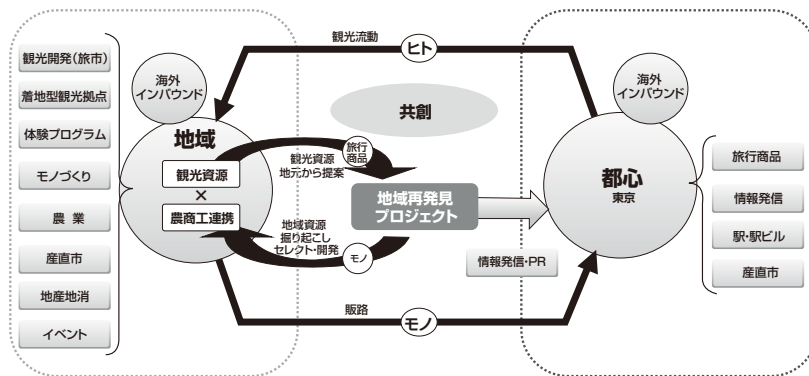 観光開発(旅市)
着地型観光拠点
体験プログラム
モノづくり
農 業
産直市
地産地消
イベント
海外
インバウンド
地域
観光資源
×
農商工連携
観光流動
ヒト
共創
旅行
商品
観光資源
地元から提案
地域再発見
プロジェクト
地域資源
掘り起こし
セレクト・開発
モノ
情報発信・PR
販路
モノ
海外
インバウンド
都心
東京
旅行商品
情報発信
駅・駅ビル
産直市